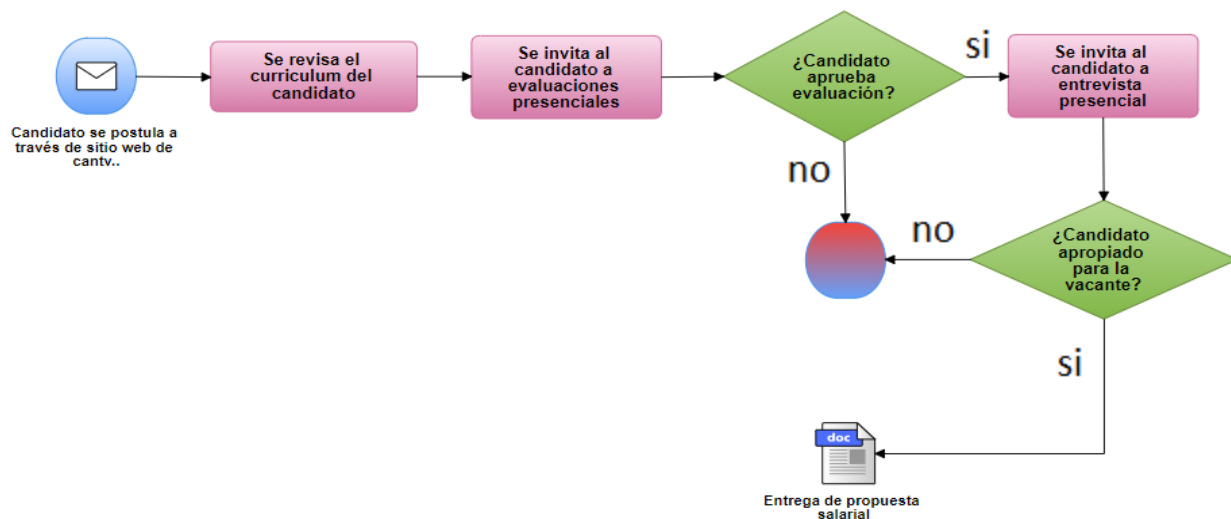 Candidato se postula a
través de sitio web de
cantv..
Se revisa el
curriculum del
candidato
Se invita al
candidato a
evaluaciones
presenciales
¿Candidato
aprueba
evaluación?
si
Se invita al
candidato a
entrevista
presencial
no
no
¿Candidato
apropiado
para la
vacante?
si
doc
Entrega de propuesta
salarial